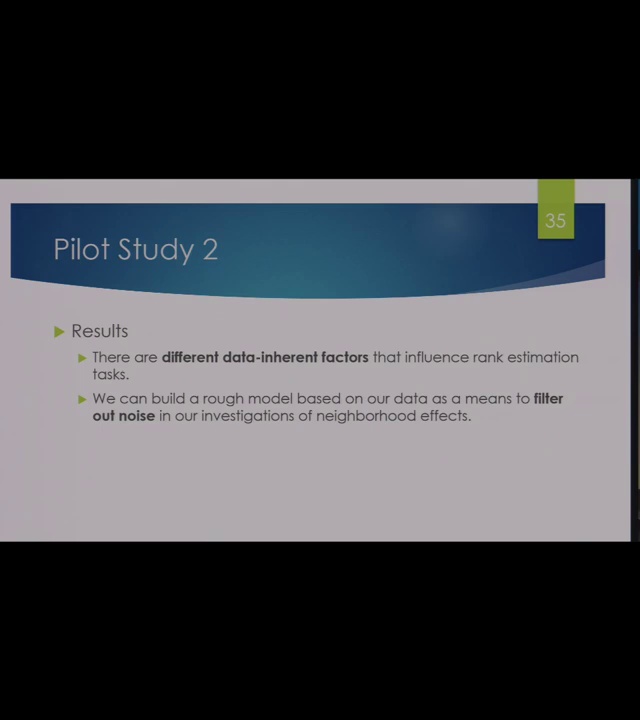 35
Pilot Study 2
Results
There are different data-inherent factors that influence rank estimation
tasks.
We can build a rough model based on our data as a means to filter
out noise in our investigations of neighborhood effects.